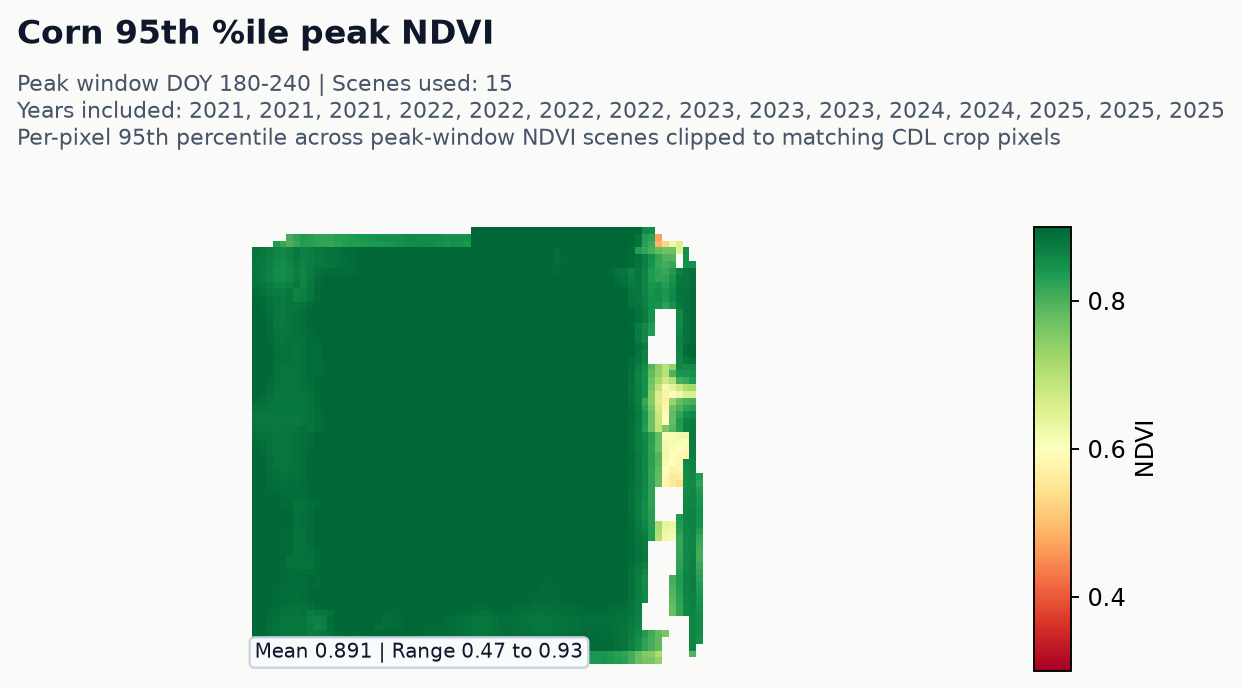 Corn 95th %ile peak NDVI
Peak window DOY 180-240 | Scenes used: 15
Years included: 2021, 2021, 2021, 2022, 2022, 2022, 2022, 2023, 2023, 2023, 2024, 2024, 2025, 2025, 2025
Per-pixel 95th percentile across peak-window NDVI scenes clipped to matching CDL crop pixels
0.8
0.6
NDVI
0.4
Mean 0.891 | Range 0.47 to 0.93